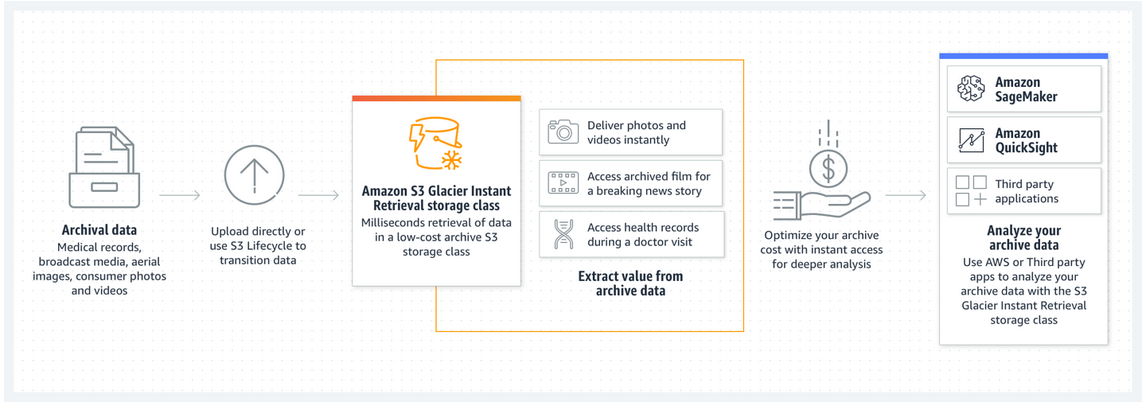 Archival data
Medical records,
broadcast media, aerial
images, consumer photos
and videos
Upload directly or
use S3 Lifecycle to
transition data
Amazon S3 Glacier Instant
Retrieval storage class
Milliseconds retrieval of data
in a low-cost archive S3
storage class
Deliver photos and
videos instantly
Access archived film for
a breaking news story
Access health records
during a doctor visit
Extract value from
archive data
$
Optimize your archive
cost with instant access
for deeper analysis
Amazon
SageMaker
Amazon
QuickSight
Third party
applications
Analyze your
archive data
Use AWS or Third party
apps to analyze your
archive data with the S3
Glacier Instant Retrieval
storage class